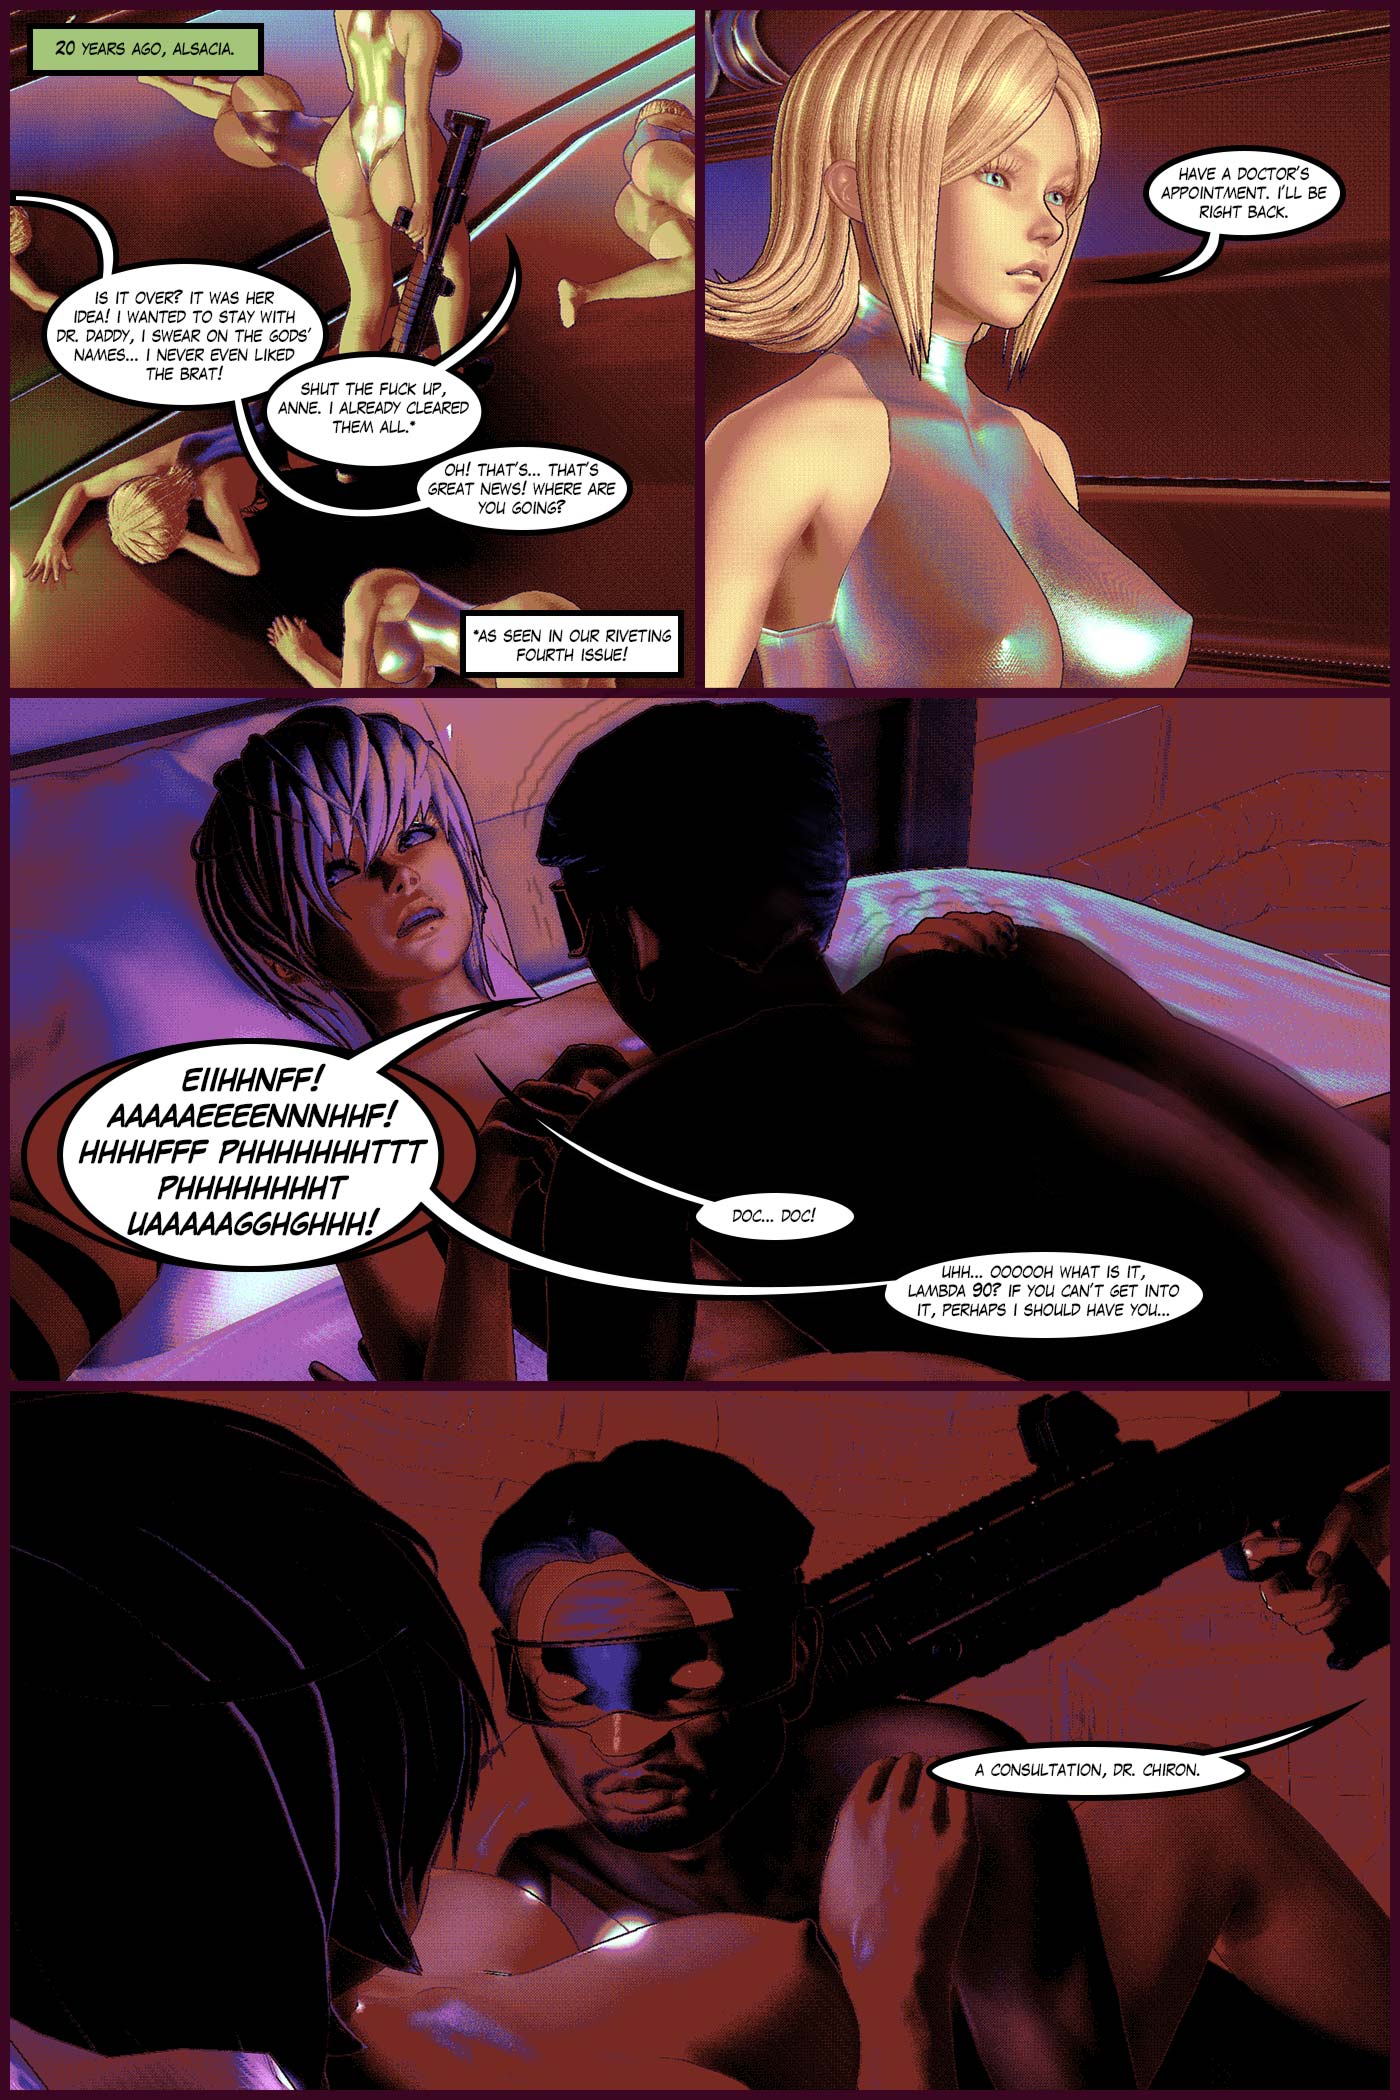 20 YEARS AGO, ALSACIA.
IS IT OVER? IT WAS HER
IDEA! I WANTED TO STAY WITH
DR. DADDY, I SWEAR ON THE GODS'
NAMES... I NEVER EVEN LIKED
THE BRAT!
SHUT THE FUCK UP,
ANNE. I ALREADY CLEARED
THEM ALL.*
OH! THAT'S... THAT'S
GREAT NEWS! WHERE ARE
YOU GOING?
*AS SEEN IN OUR RIVETING
FOURTH ISSUE!
HAVE A DOCTOR'S
APPOINTMENT. I'LL BE
RIGHT BACK.
EIIHHNFF!
AAAAAEEEENNNHHF!
HHHHFFF PHHHHHHHTTT
PHHHHHHHHT
UAAAAAGGHGHHH!
DOC... DOC!
UHH... OOOOOH WHAT IS IT,
LAMBDA 90? IF YOU CAN'T GET INTO
IT, PERHAPS I SHOULD HAVE YOU...
A CONSULTATION, DR. CHIRON.